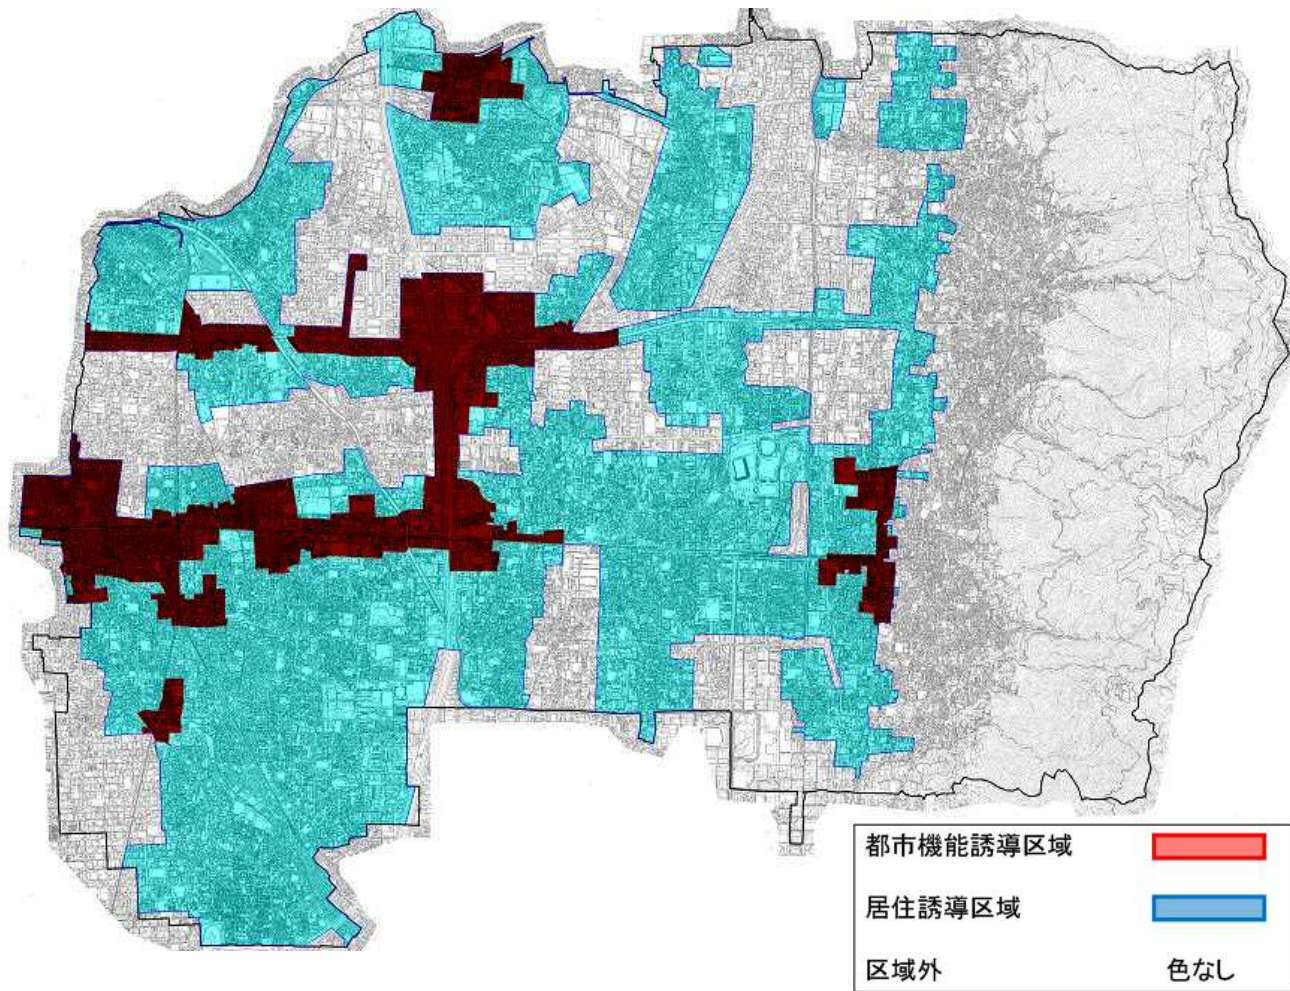 都市機能誘導区域
居住誘導区域
区域外 色なし